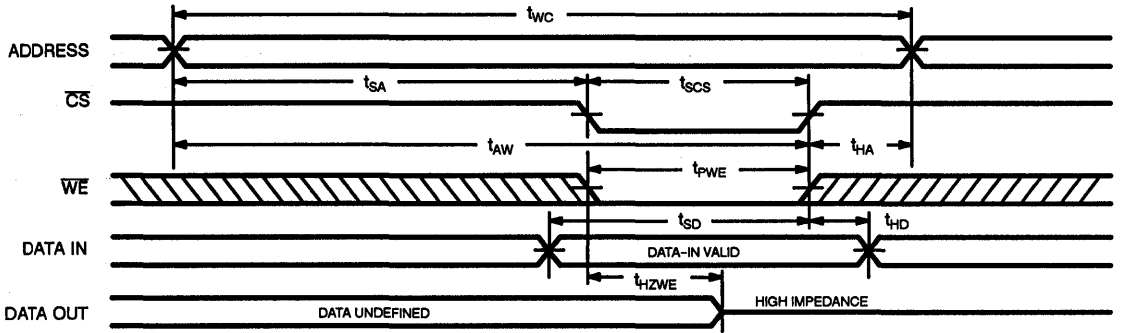 tWC
ADDRESS
tSA
tSCS
CS
tAW
tHA
tPWE
WE
tSD
tHD
DATA IN
DATA-IN VALID
tHZWE
DATA OUT
DATA UNDEFINED
HIGH IMPEDANCE